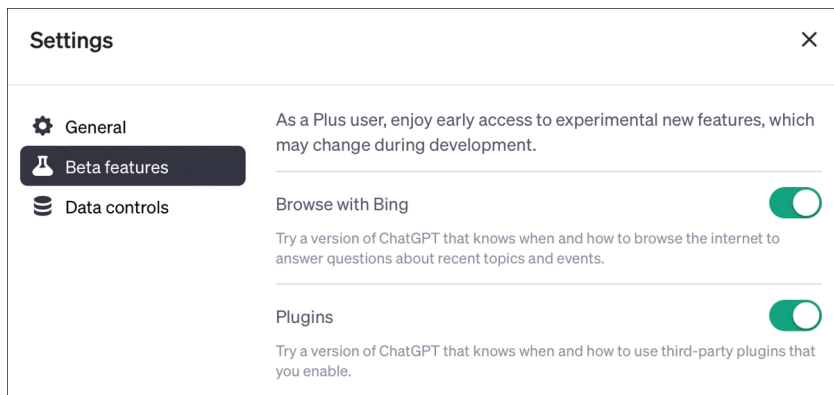 Settings
General
Beta features
Data controls
As a Plus user, enjoy early access to experimental new features, which
may change during development.
Browse with Bing
Try a version of ChatGPT that knows when and how to browse the internet to
answer questions about recent topics and events.
Plugins
Try a version of ChatGPT that knows when and how to use third-party plugins that
you enable.